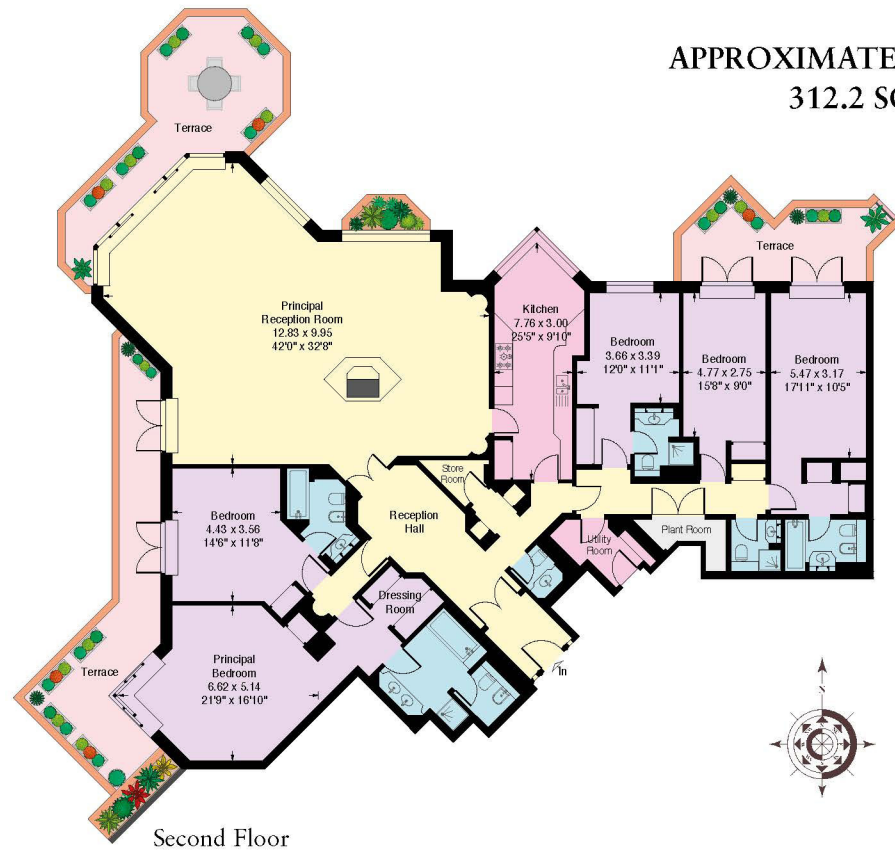 APPROXIMATE
312.2 SQ
Terrace
Terrace
Principal
Reception Room
12.83 x 9.95
42'0" x 32'8"
Kitchen
7.76 x 3.00
25'5" x 9'10"
Bedroom
3.66 x 3.39
12'0" x 11'1"
Bedroom
4.77 x 2.75
15'8" x 9'0"
Bedroom
5.47 x 3.17
17'11" x 10'5"
Store
Room
Bedroom
4.43 x 3.56
14'6" x 11'8"
Reception
Hall
Plant Room
Utility
Room
Dressing
Room
Terrace
Principal
Bedroom
6.62 x 5.14
21'9" x 16'10"
In
N
Second Floor